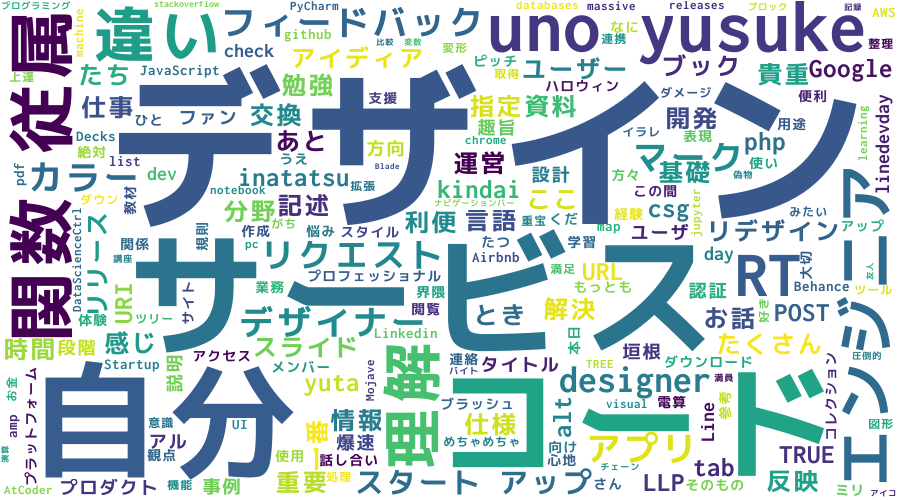 プログラミング
stackoverflow
PyCharm
databases
massive
releases
ブロック
記録
AWS
machine
違い
フィードバック
github
比較
変数
変形
なに
連携
uno
yusuke
整理
従属
上達
たち
JavaScript
check
アイディア
ピッチ
取得
ユーザー
ハロウィン
ブック
貴重
Google
ダメージ
便利
仕事
ひと
ファン
交換
勉強
支援
指定
資料
趣旨
開発
表現
用途
learning
linedevday
Decks
絶対
list
pdf
カラー
dev
教材
あと
うえ
inatatsu
notebook
拡張
Blade
方向
chrome
運営
kindai
イラレ
設計
ここ
マーク
基礎
php
使い
偽物
方々
この間
jupyter
デザイン
ダウン
分野
記述
ナビゲーションバー
利便
言語
重宝
くだ
経験
csg
map
ユーザ
リデザイン
みたい
アップ
関数
DataSciencectrl
リリース
関係
講座
作成
がち
規則
pc
悩み
スタイル
リクエスト
プロフェッショナル
業務
界隈
閲覧
たつ
Airbnb
とき
学習
満足
URL
もっとも
day
RT
大切
Behance
友人
ツール
エンジニア
体験
URI
ツリー
サイト
サービス
デザイナー
Linkedin
解決
認証
好き
POST
お話
時間
段階
感じ
Startup
説明
アクセス
スライド
メンバー
yuta
Mojave
理解
連絡
バイト
タイトル
本日
垣根
TREE
ダウンロード
たくさん
圧倒的
お金
amp
プラットフォーム
意識
観点
UI
自分
一番
情報
爆速
話し合い
ブラッシュ
仕様
めちゃめちゃ
コード
alt
designer
visual
向け
心地
アプリ
電算
満員
Line
参考
コレクション
TRUE
図形
演算
AtCoder
プロダクト
アル
機能
事例
使用
重要
処理
スタート
アップ
さん
チェーン
LLP
tab
そのもの
反映
ミリ
アイコ